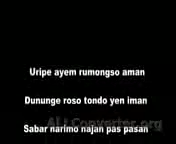 Uripe ayem rumongso aman
Dununge roso tondo yen iman
Sabar narimo najan pas pasan